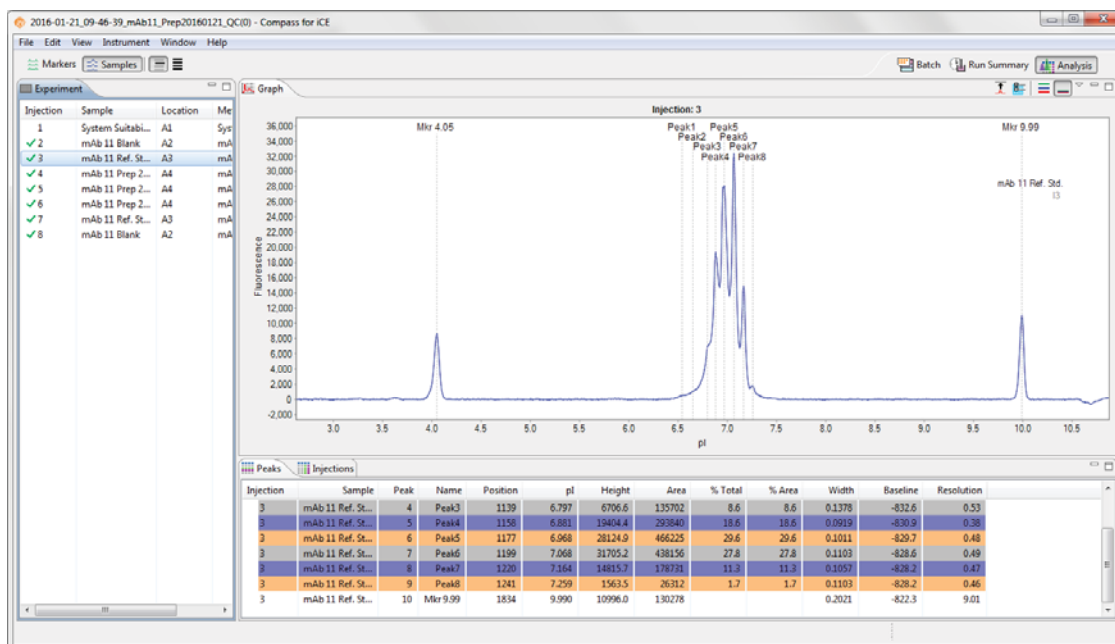 2016-01-21_09-46-39_mAb11_Prep20160121_QC(0) - Compass for iCE
File Edit View Instrument Window Help
Markers Samples Batch Run Summary Analysis
Experiment
Injection Sample Location Me
1 System Suitabi... A1 Sys
2 mAb 11 Blank A2 mA
3 mAb 11 Ref. St... A3 mA
4 mAb 11 Prep 2... A4 mA
5 mAb 11 Prep 2... A4 mA
6 mAb 11 Prep 2... A4 mA
7 mAb 11 Ref. St... A3 mA
8 mAb 11 Blank A2 mA
Graph
Injection: 3
Mkr 4.05 Peak1 Peak5 Mkr 9.99
Peak2 Peak6
Peak3 Peak7
Peak4 Peak8
mAb 11 Ref. Std.
I3
Fluorescence
36,000
34,000
32,000
30,000
28,000
26,000
24,000
22,000
20,000
18,000
16,000
14,000
12,000
10,000
8,000
6,000
4,000
2,000
0
-2,000
3.0 3.5 4.0 4.5 5.0 5.5 6.0 6.5 7.0 7.5 8.0 8.5 9.0 9.5 10.0 10.5
pI
Peaks Injections
Injection Sample Peak Name Position pI Height Area % Total % Area Width Baseline Resolution
3 mAb 11 Ref. St... 4 Peak3 1139 6.797 6706.6 135702 8.6 8.6 0.1378 -832.6 0.53
3 mAb 11 Ref. St... 5 Peak4 1158 6.881 19404.4 293840 18.6 18.6 0.0919 -830.9 0.38
3 mAb 11 Ref. St... 6 Peak5 1177 6.968 28124.9 466225 29.6 29.6 0.1011 -829.7 0.48
3 mAb 11 Ref. St... 7 Peak6 1199 7.068 31705.2 438156 27.8 27.8 0.1103 -828.6 0.49
3 mAb 11 Ref. St... 8 Peak7 1220 7.164 14815.7 178731 11.3 11.3 0.1057 -828.2 0.47
3 mAb 11 Ref. St... 9 Peak8 1241 7.259 1563.5 26312 1.7 1.7 0.1103 -828.2 0.46
3 mAb 11 Ref. St... 10 Mkr 9.99 1834 9.990 10996.0 130278 0.2021 -822.3 9.01